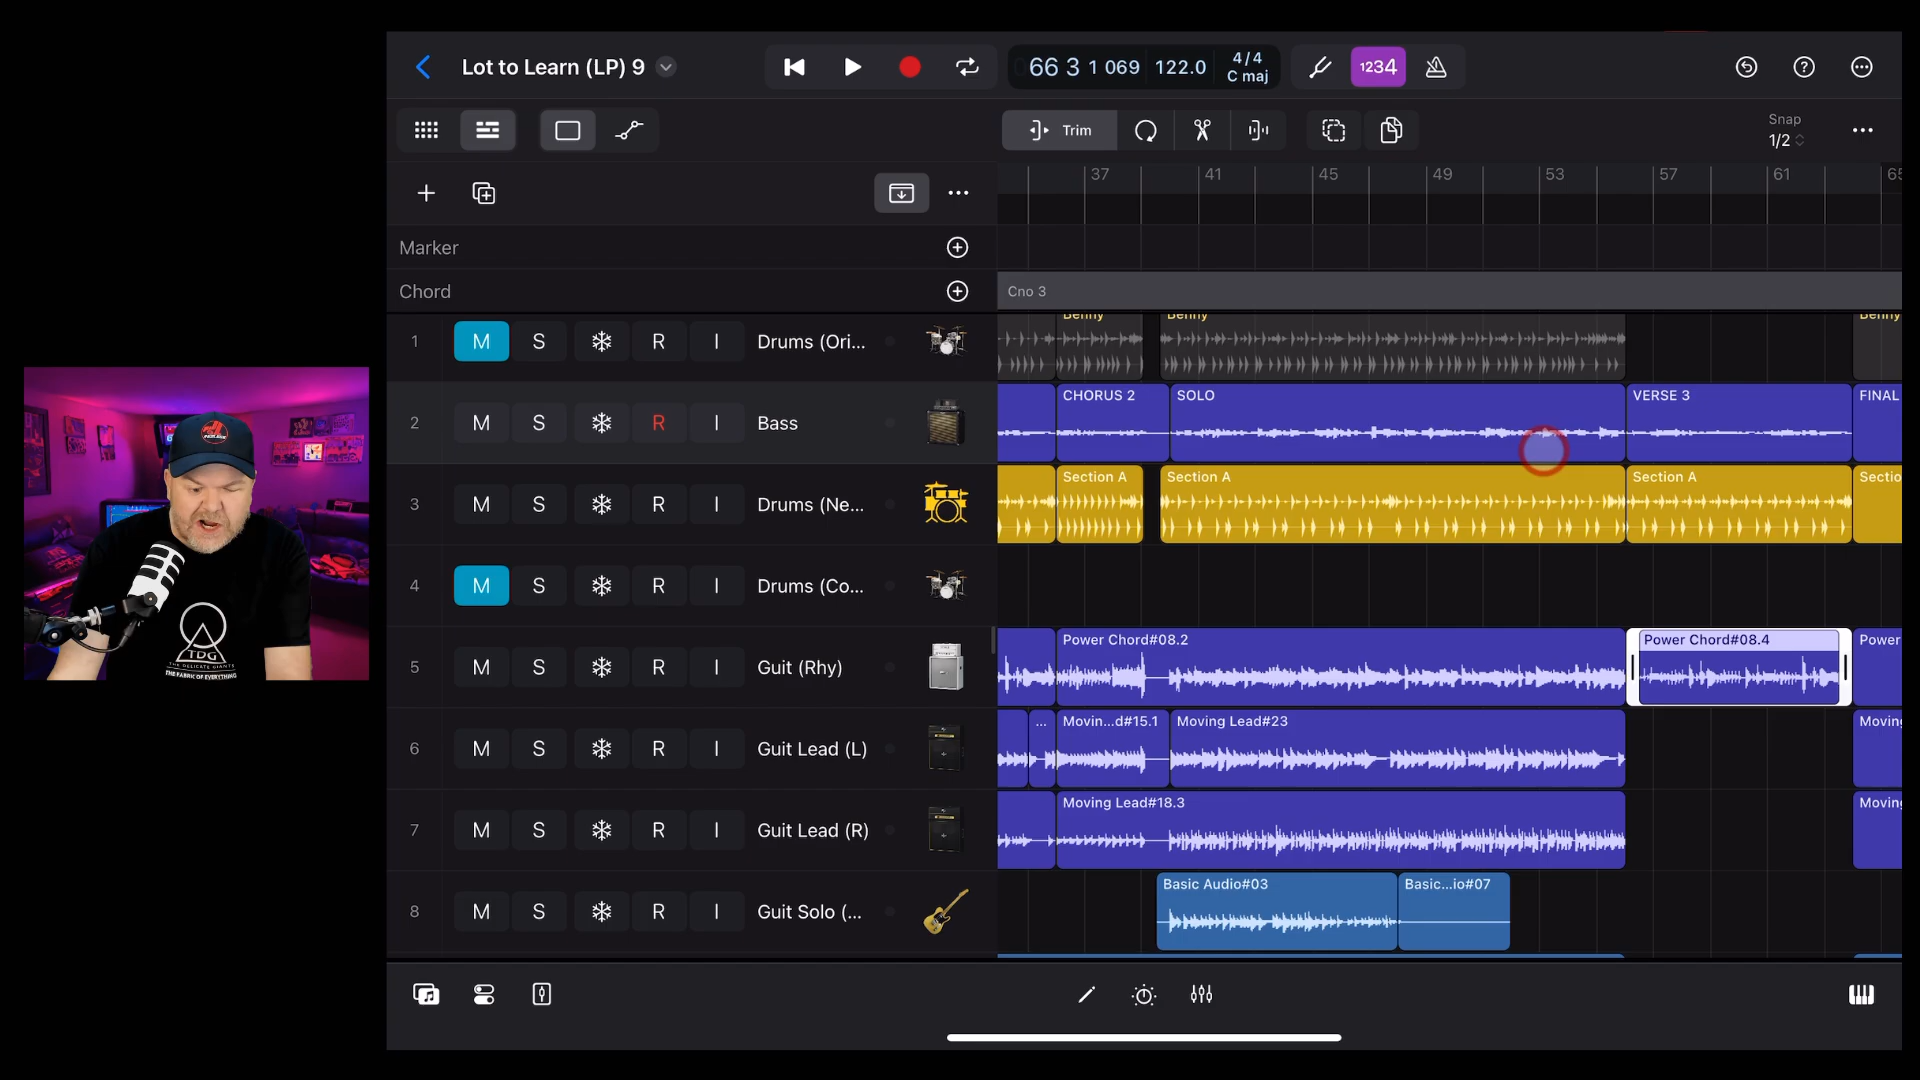 Lot to Learn (LP) 9
66 3 1 069
122.0
4/4
C maj
1234
Trim
Snap
1/2
37
41
45
49
53
57
61
65
Marker
Chord
Cno 3
1
M
S
R
I
Drums (Ori...
Benny
Benny
Benny
2
M
S
R
I
Bass
CHORUS 2
SOLO
VERSE 3
FINAL
3
M
S
R
I
Drums (Ne...
Section A
Section A
Section A
Sectio
4
M
S
R
I
Drums (Co...
5
M
S
R
I
Guit (Rhy)
Power Chord#08.2
Power Chord#08.4
Power
6
M
S
R
I
Guit Lead (L)
...
Movin...d#15.1
Moving Lead#23
Moving
7
M
S
R
I
Guit Lead (R)
Moving Lead#18.3
Moving
8
M
S
R
I
Guit Solo (...
Basic Audio#03
Basic...io#07
TDG
THE DELICATE GIANTS
THE FABRIC OF EVERYTHING